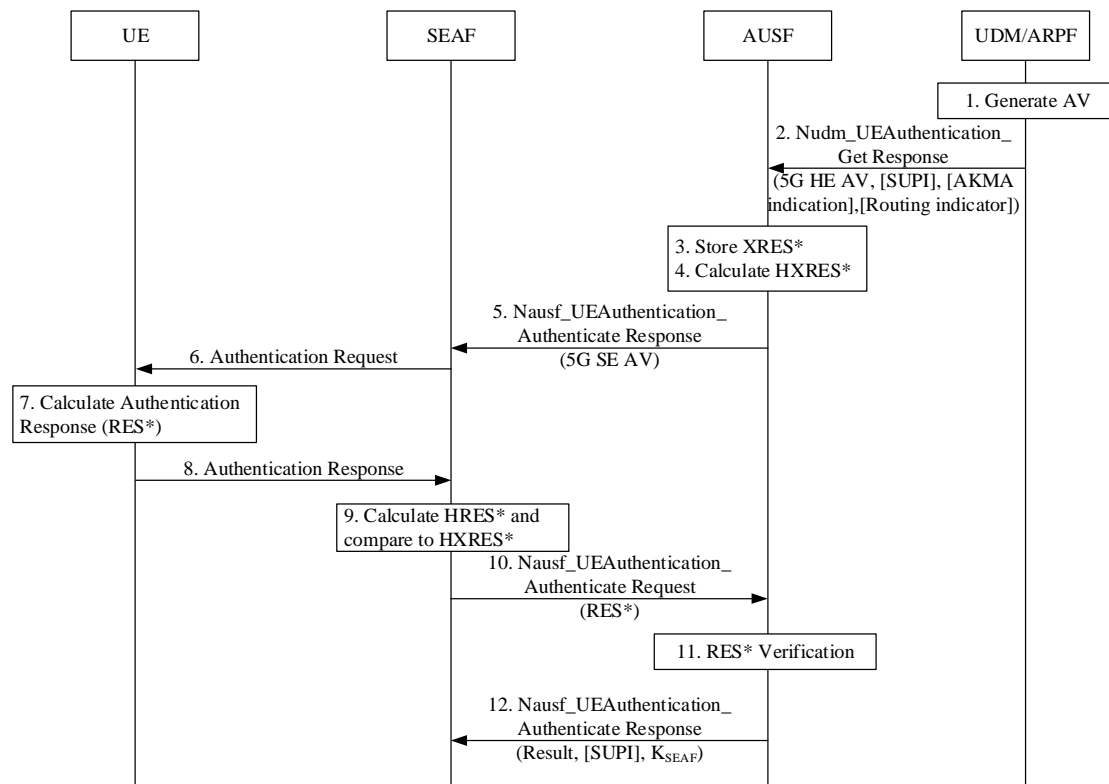 UE
SEAF
AUSF
UDM/ARPF
1. Generate AV
2. Nudm_UEAuthentication_
Get Response
(5G HE AV, [SUPI], [AKMA
indication],[Routing indicator])
3. Store XRES*
4. Calculate HXRES*
5. Nausf_UEAuthentication_
Authenticate Response
(5G SE AV)
6. Authentication Request
7. Calculate Authentication
Response (RES*)
8. Authentication Response
9. Calculate HRES* and
compare to HXRES*
10. Nausf_UEAuthentication_
Authenticate Request
(RES*)
11. RES* Verification
12. Nausf_UEAuthentication_
Authenticate Response
(Result, [SUPI], KSEAF)